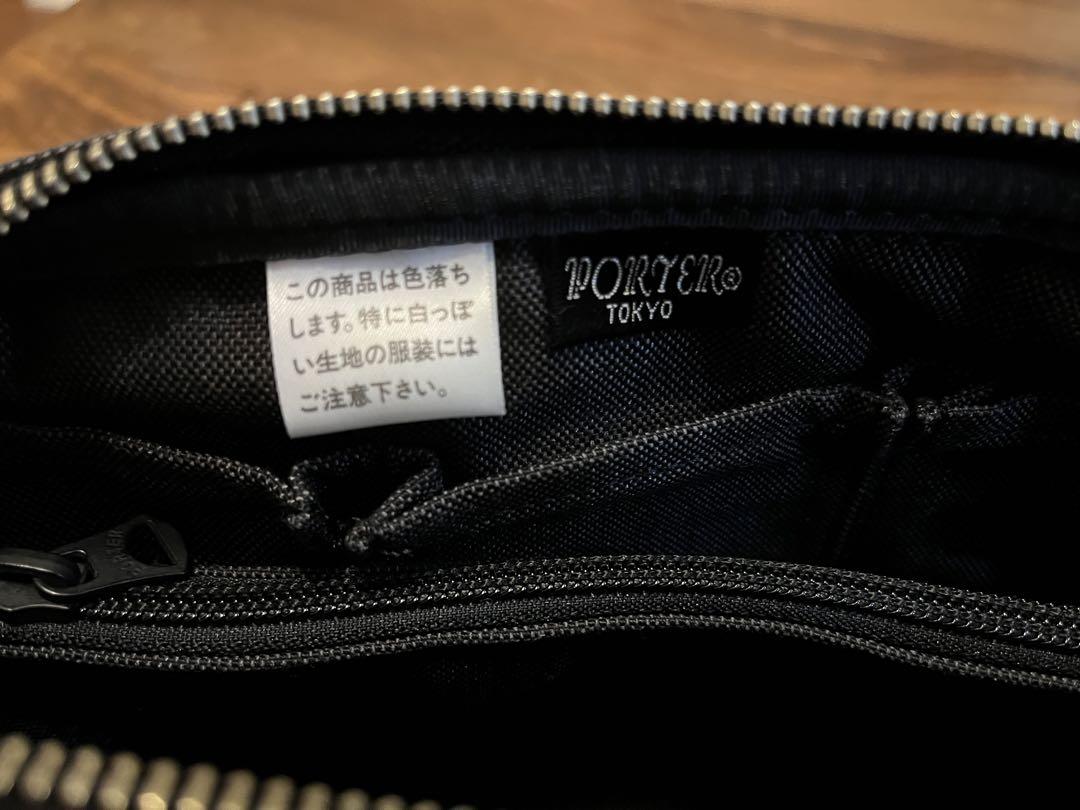 この商品は色落ち
します。特に白っぽ
い生地の服装には
ご注意下さい。
PORTER®
TOKYO